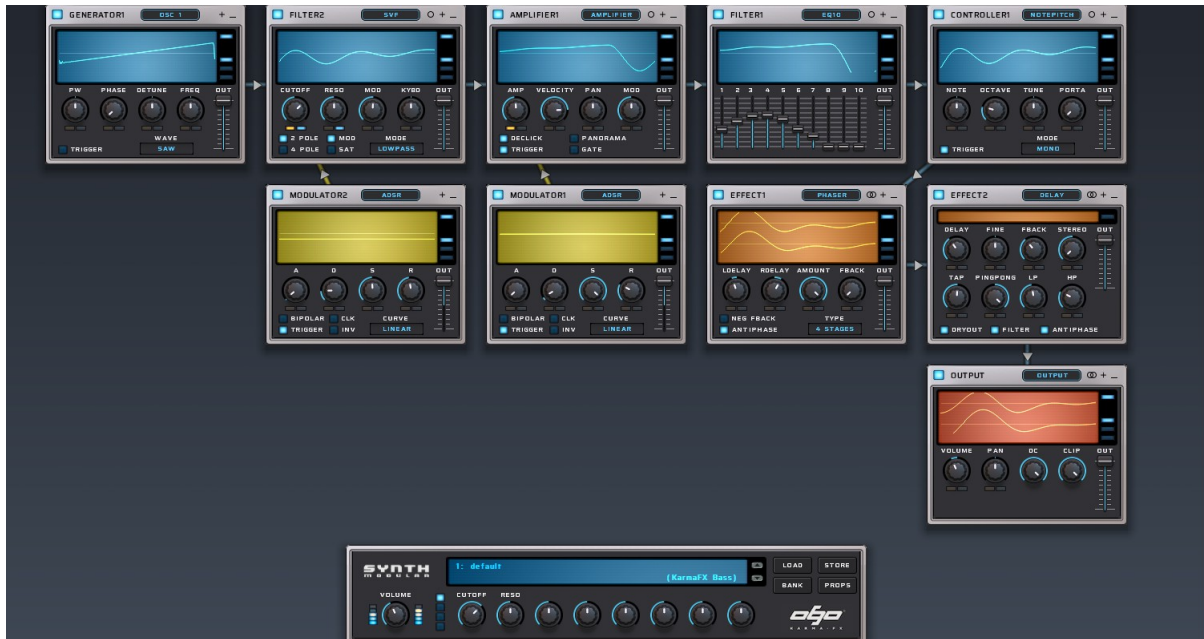 GENERATOR1 OSC 1
PW PHASE DETUNE FREQ OUT
WAVE
TRIGGER SAW
FILTER2 SVF
CUTOFF RESO MOD KYBD OUT
2 POLE MOD MODE
4 POLE SAT LOWPASS
AMPLIFIER1 AMPLIFIER
AMP VELOCITY PAN MOD OUT
DECLICK PANORAMA
TRIGGER GATE
FILTER1 EQ10
1 2 3 4 5 6 7 8 9 10 OUT
CONTROLLER1 NOTEPITCH
NOTE OCTAVE TUNE PORTA OUT
MODE
TRIGGER MONO
MODULATOR2 ADSR
A D S R OUT
BIPOLAR CLK CURVE
TRIGGER INV LINEAR
MODULATOR1 ADSR
A D S R OUT
BIPOLAR CLK CURVE
TRIGGER INV LINEAR
EFFECT1 PHASER
LDELAY RDELAY AMOUNT FBACK OUT
NEG FBACK TYPE
ANTIPHASE 4 STAGES
EFFECT2 DELAY
DELAY FINE FBACK STEREO OUT
TAP PINGPONG LP HP
DRYOUT FILTER ANTIPHASE
OUTPUT OUTPUT
VOLUME PAN DC CLIP OUT
SYNTH
MODULAR
1: default
(KarmaFX Bass)
LOAD STORE
BANK PROPS
VOLUME CUTOFF RESO
KARMA-FX